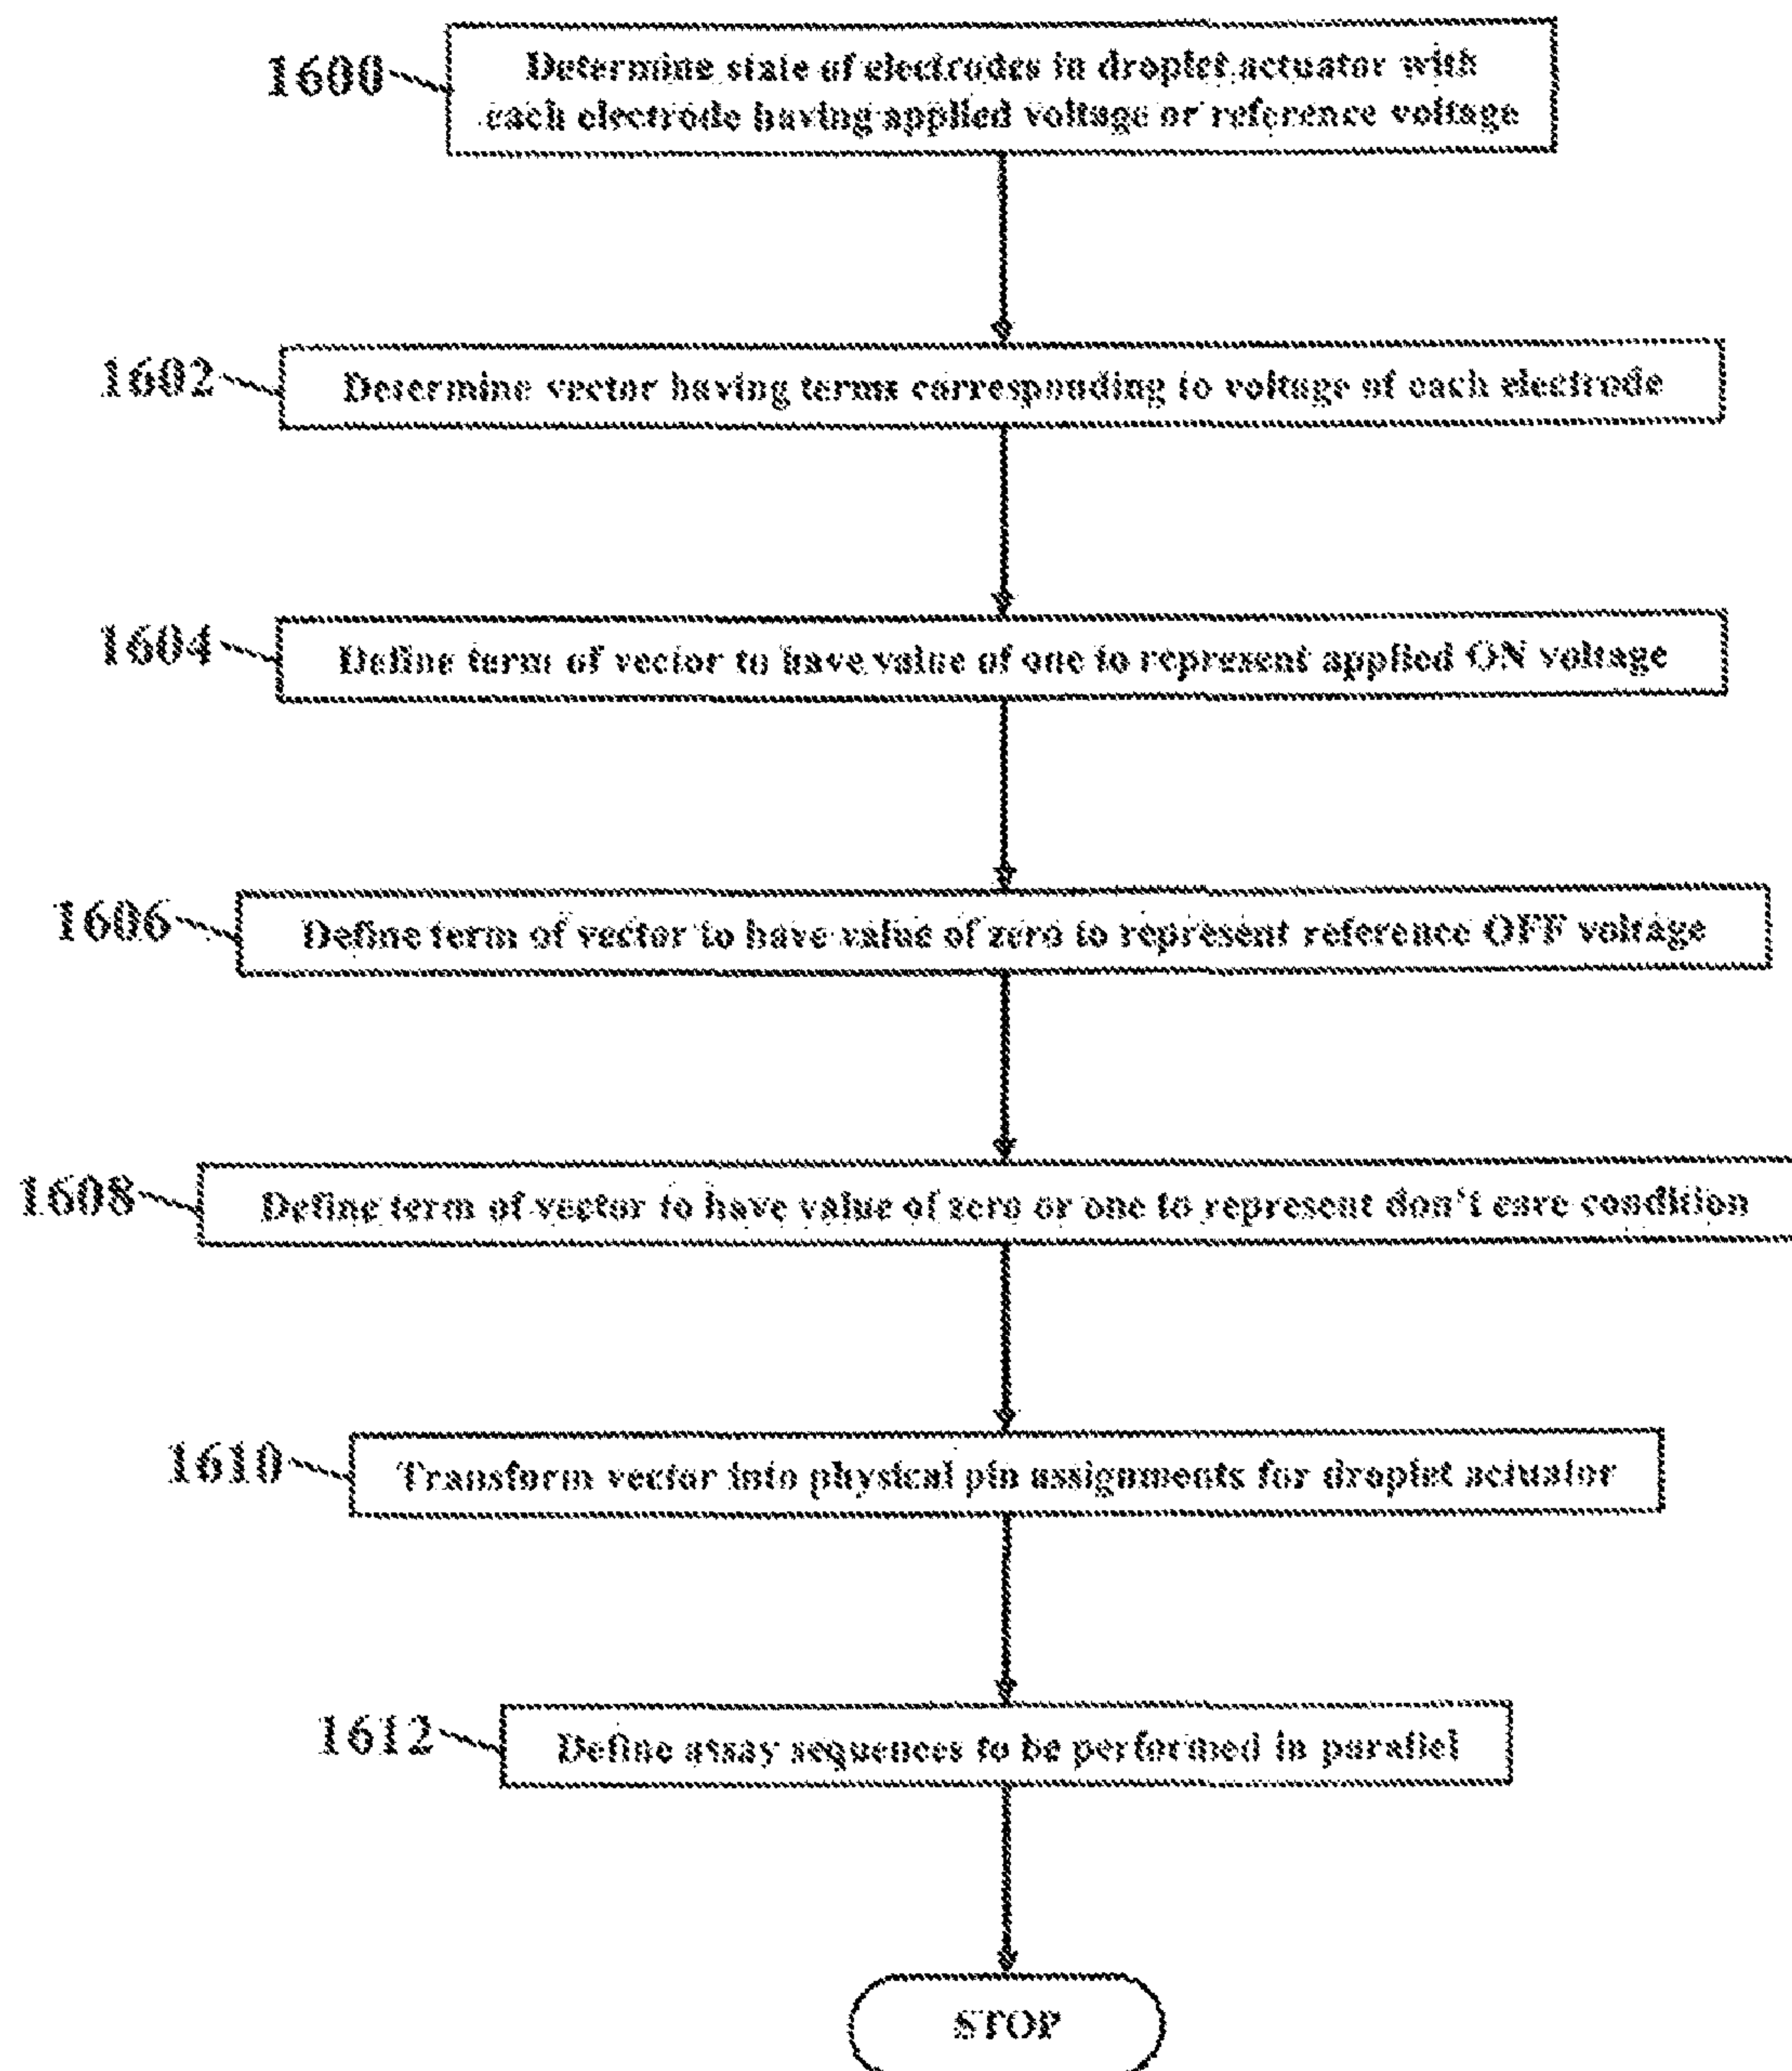 1600
Determine state of electrodes in droplet actuator with
each electrode having applied voltage or reference voltage
1602
Determine vector having terms corresponding to voltage of each electrode
1604
Define term of vector to have value of one to represent applied ON voltage
1606
Define term of vector to have value of zero to represent reference OFF voltage
1608
Define term of vector to have value of zero or one to represent don't care condition
1610
Transform vector into physical pin assignments for droplet actuator
1612
Define assay sequences to be performed in parallel
STOP